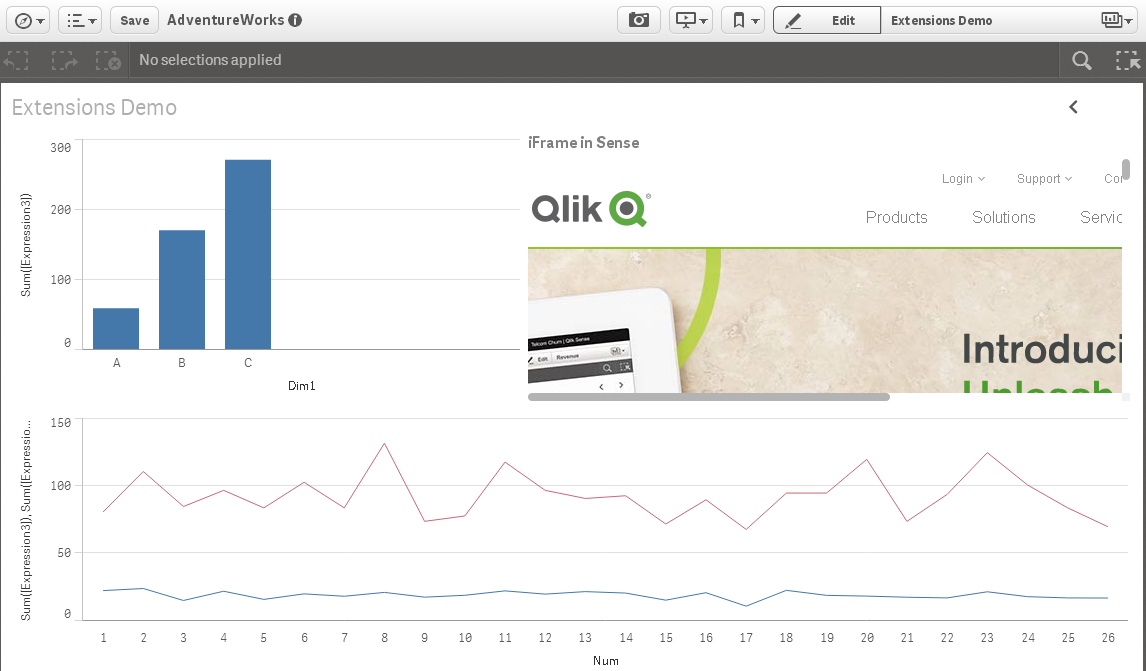 Save AdventureWorks Edit Extensions Demo
No selections applied
Extensions Demo
300
200
100
0
Sum([Expression3])
A B C
Dim1
iFrame in Sense
Login Support Cor
Qlik
Products Solutions Servic
Telcom Churn | Qlik Sense
Edit Revenue
Introduci
Unleash
150
100
50
0
Sum([Expression3]), Sum([Expressio...
1 2 3 4 5 6 7 8 9 10 11 12 13 14 15 16 17 18 19 20 21 22 23 24 25 26
Num